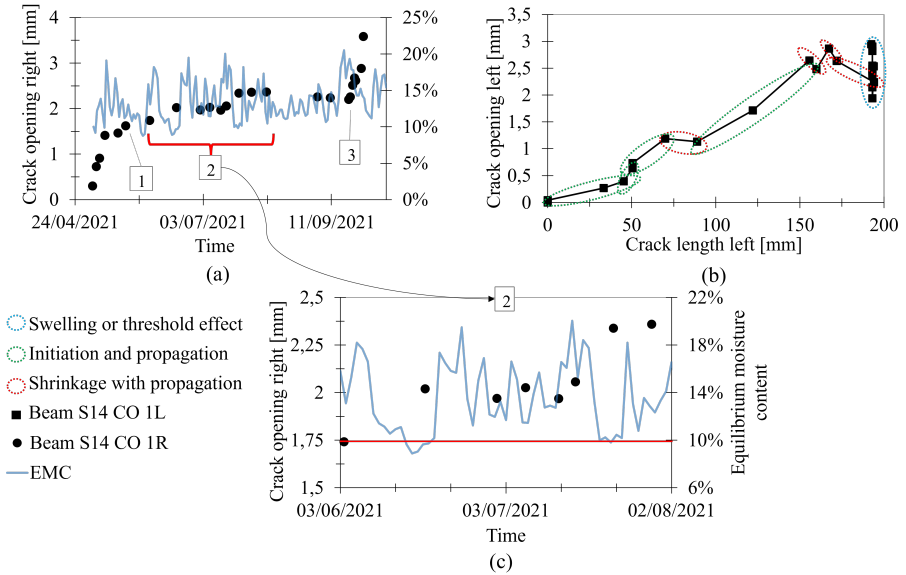 Crack opening right [mm]
4
3
2
1
0
25%
20%
15%
10%
5%
0%
1
2
3
24/04/2021
03/07/2021
11/09/2021
Time
(a)
Crack opening left [mm]
3.5
3
2.5
2
1.5
1
0,5
0
0
50
100
150
200
Crack length left [mm]
(b)
Swelling or threshold effect
Initiation and propagation
Shrinkage with propagation
Beam S14 CO 1L
Beam S14 CO 1R
EMC
2
Crack opening right [mm]
2,5
2,25
2
1,75
1,5
22%
18%
14%
10%
6%
Equilibrium moisture
content
03/06/2021
03/07/2021
02/08/2021
Time
(c)